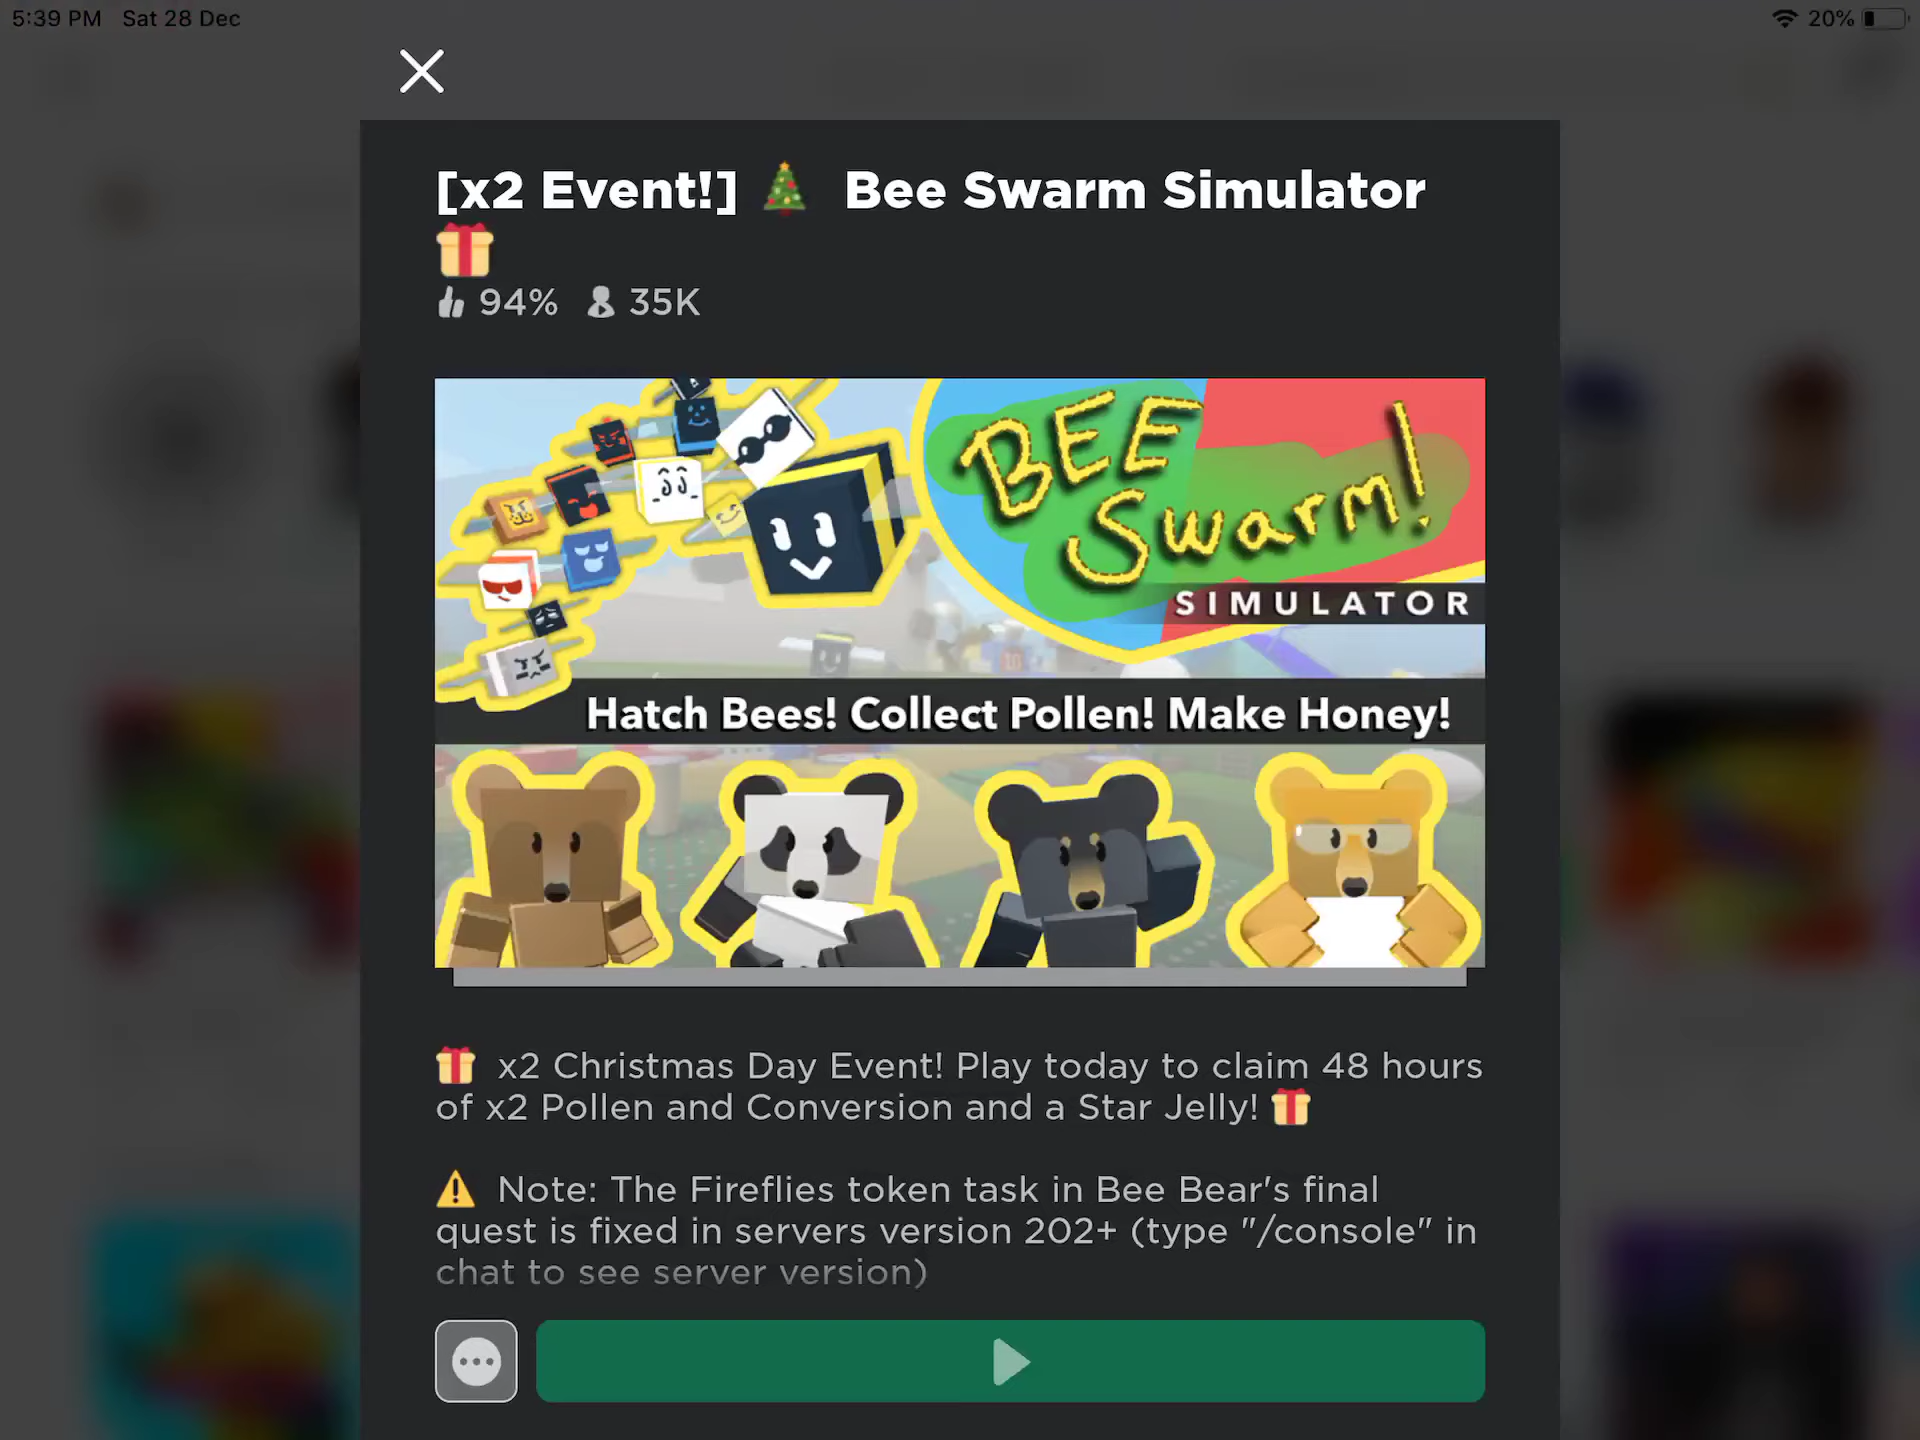 5:39 PM Sat 28 Dec 20%
[x2 Event!] 🎄 Bee Swarm Simulator
🎁
94% 35K
BEE
Swarm!
SIMULATOR
Hatch Bees! Collect Pollen! Make Honey!
🎁 x2 Christmas Day Event! Play today to claim 48 hours
of x2 Pollen and Conversion and a Star Jelly! 🎁
⚠️ Note: The Fireflies token task in Bee Bear's final
quest is fixed in servers version 202+ (type "/console" in
chat to see server version)